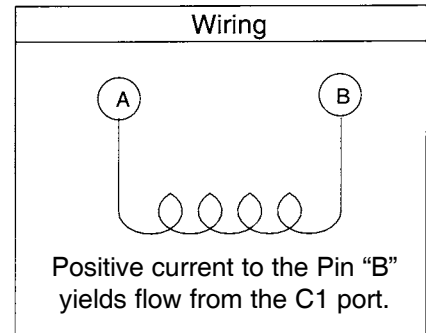 Wiring
A B
Positive current to the Pin “B”
yields flow from the C1 port.